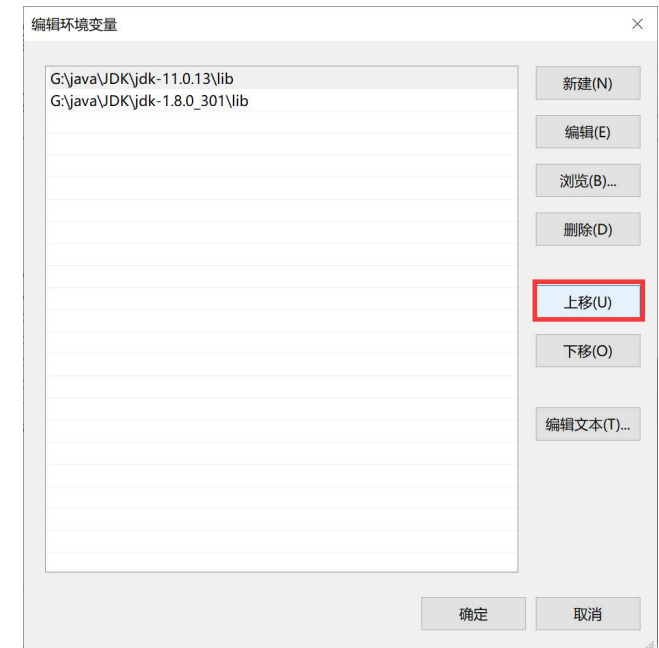 编辑环境变量
G:\java\JDK\jdk-11.0.13\lib
G:\java\JDK\jdk-1.8.0_301\lib
新建(N)
编辑(E)
浏览(B)...
删除(D)
上移(U)
下移(O)
编辑文本(T)...
确定
取消